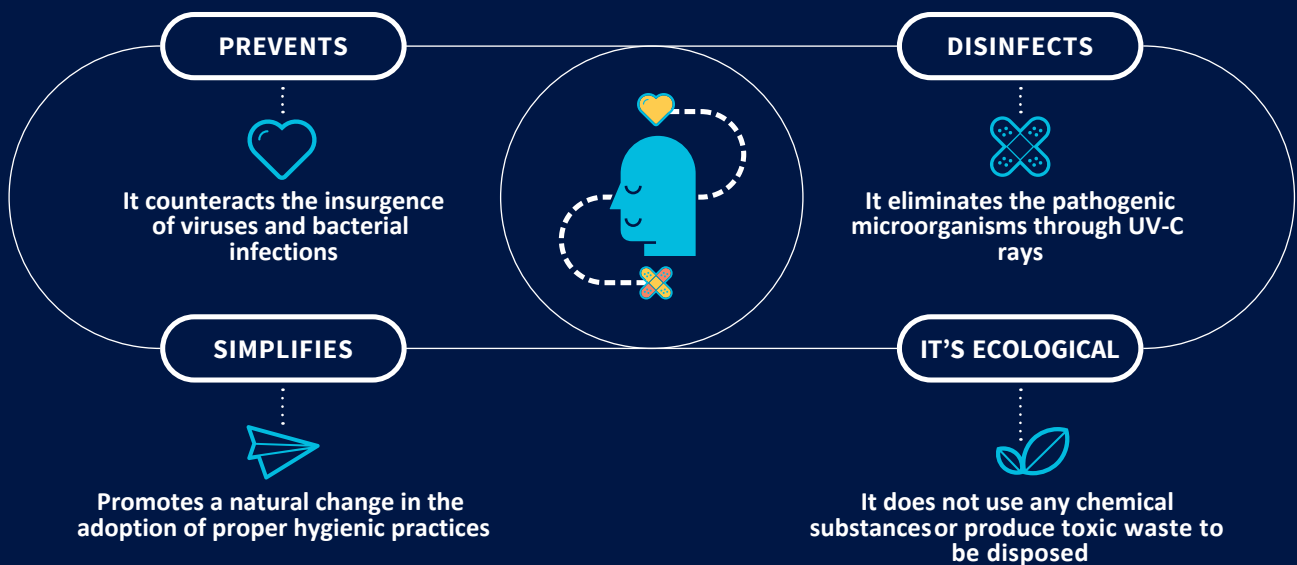 PREVENTS
It counteracts the insurgence
of viruses and bacterial
infections
DISINFECTS
It eliminates the pathogenic
microorganisms through UV-C
rays
SIMPLIFIES
Promotes a natural change in the
adoption of proper hygienic practices
IT’S ECOLOGICAL
It does not use any chemical
substances or produce toxic waste to
be disposed